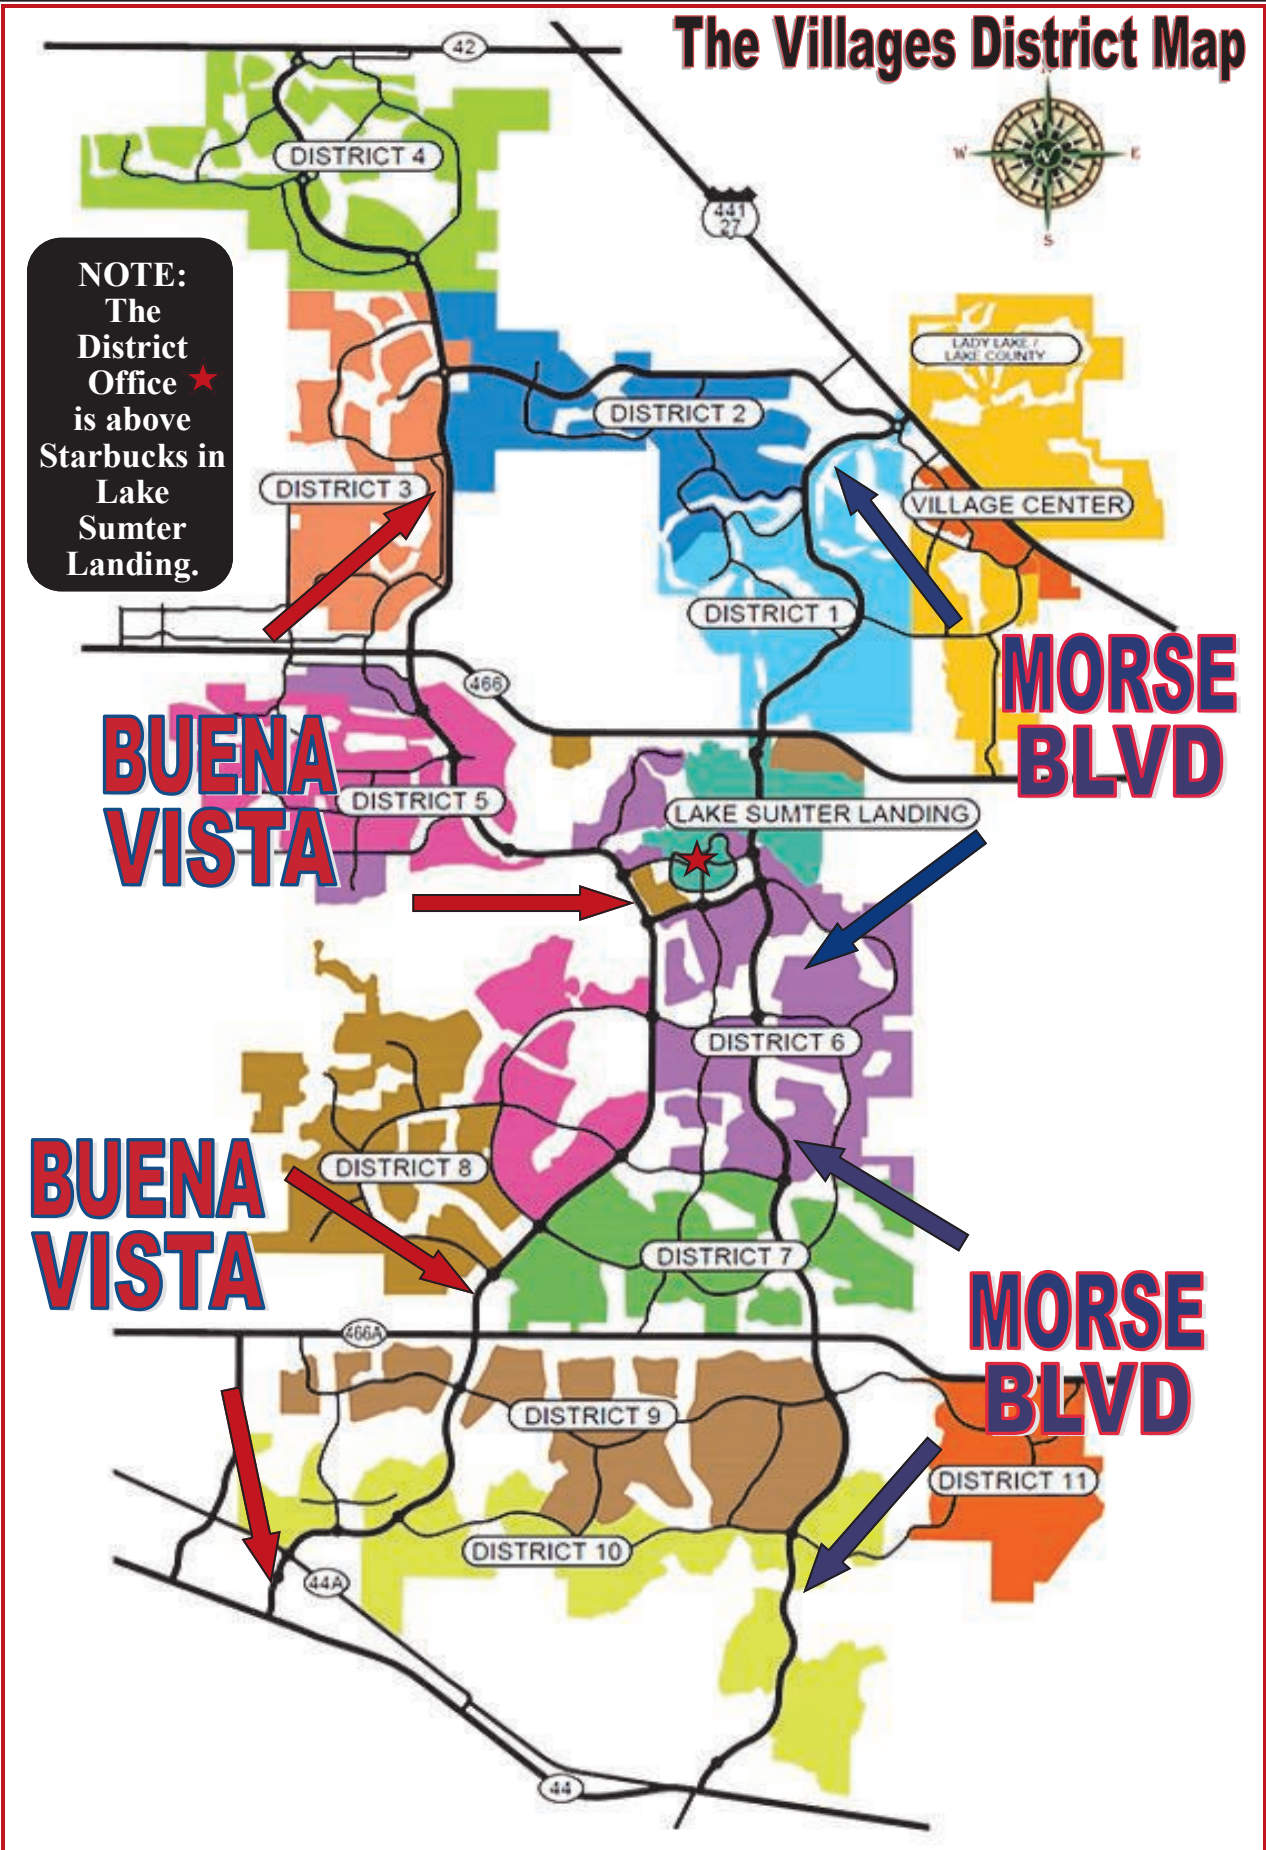 The Villages District Map
42
N
W
E
S
DISTRICT 4
441
27
NOTE:
The
District
Office
is above
Starbucks in
Lake
Sumter
Landing.
LADY LAKE /
LAKE COUNTY
DISTRICT 2
DISTRICT 3
VILLAGE CENTER
DISTRICT 1
MORSE
BLVD
466
BUENA
VISTA
DISTRICT 5
LAKE SUMTER LANDING
DISTRICT 6
BUENA
VISTA
DISTRICT 8
DISTRICT 7
MORSE
BLVD
466A
DISTRICT 9
DISTRICT 11
DISTRICT 10
44A
44